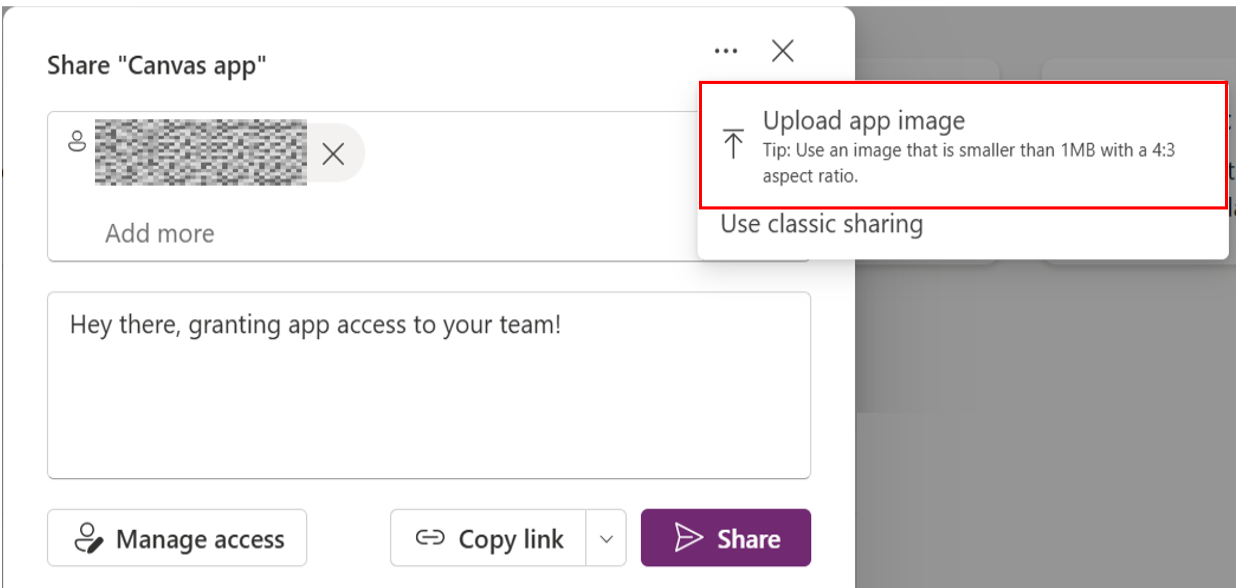 Share "Canvas app"
Upload app image
Tip: Use an image that is smaller than 1MB with a 4:3
aspect ratio.
Use classic sharing
Add more
Hey there, granting app access to your team!
Manage access
Copy link
Share